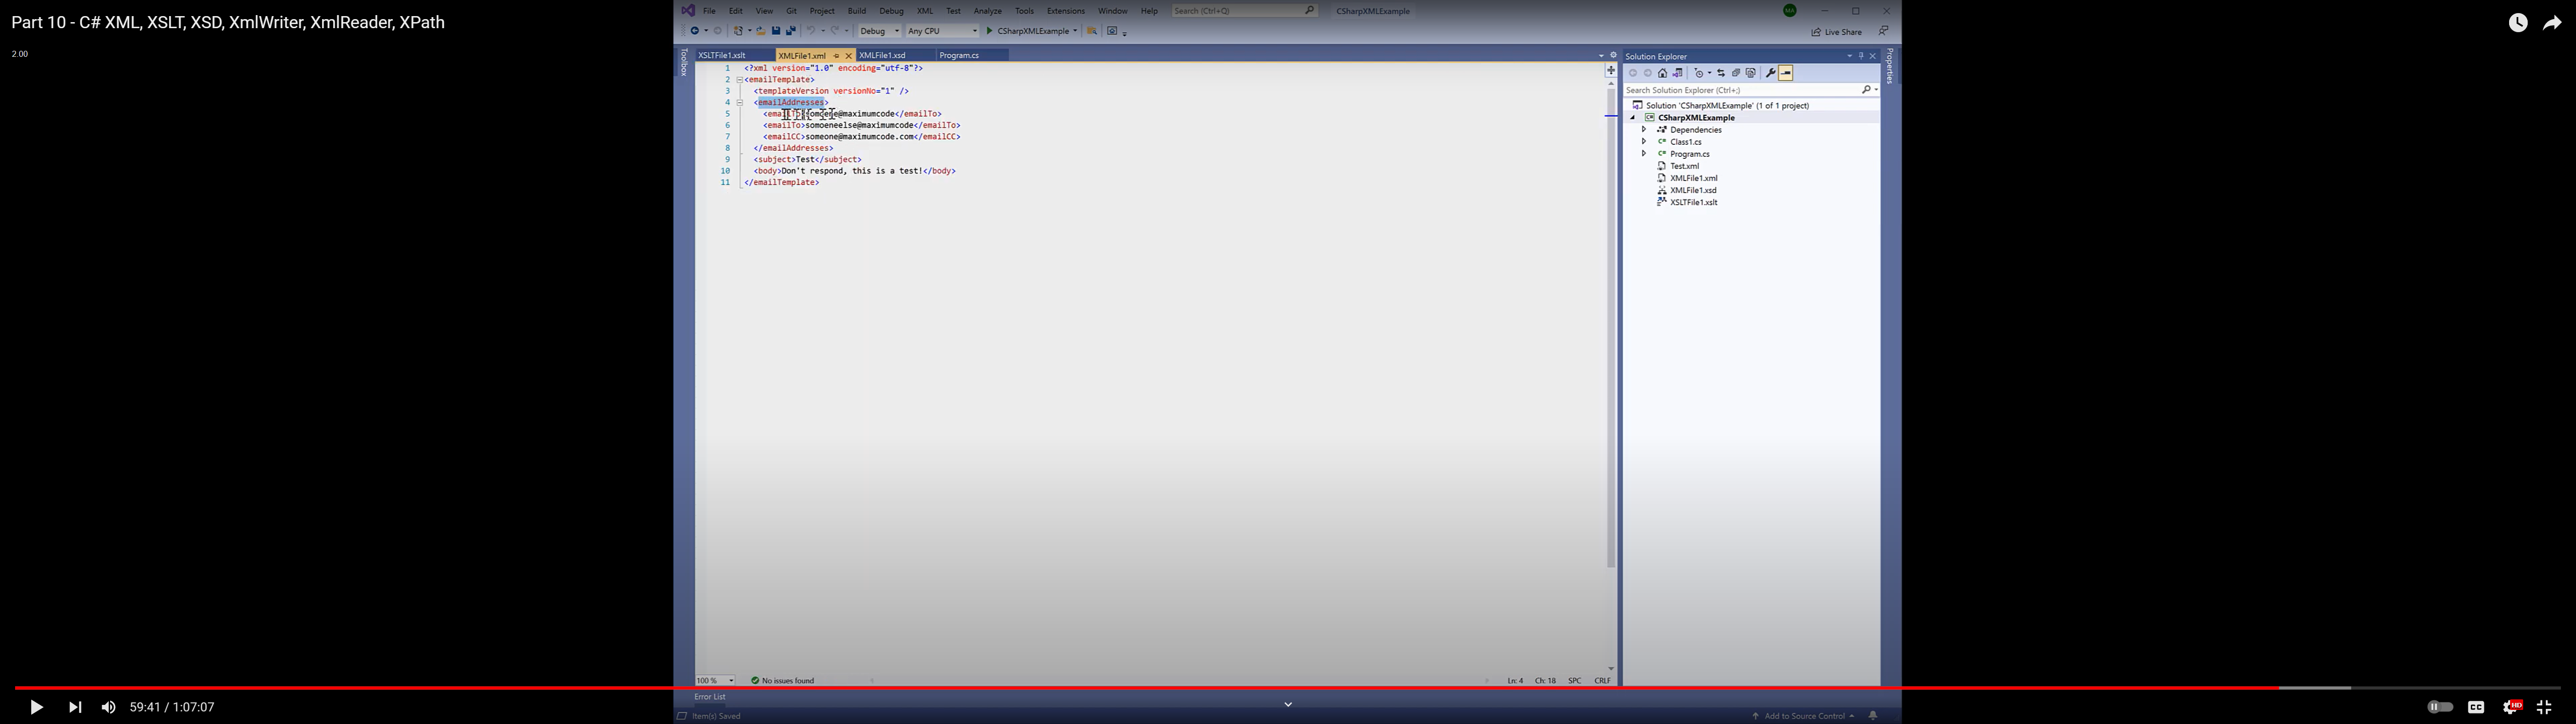 Part 10 - C# XML, XSLT, XSD, XmlWriter, XmlReader, XPath
2.00
File Edit View Git Project Build Debug XML Test Analyze Tools Extensions Window Help Search (Ctrl+Q) CSharpXMLExample MA
Debug Any CPU CSharpXMLExample Live Share
Toolbox
XSLTFile1.xslt XMLFile1.xml XMLFile1.xsd Program.cs
1 <?xml version="1.0" encoding="utf-8"?>
2 <emailTemplate>
3 <templateVersion versionNo="1" />
4 <emailAddresses>
5 <emailTo>somoene@maximumcode</emailTo>
6 <emailTo>somoeneelse@maximumcode</emailTo>
7 <emailCC>someone@maximumcode.com</emailCC>
8 </emailAddresses>
9 <subject>Test</subject>
10 <body>Don't respond, this is a test!</body>
11 </emailTemplate>
100 % No issues found Ln: 4 Ch: 18 SPC CRLF
Solution Explorer
Search Solution Explorer (Ctrl+;)
Solution 'CSharpXMLExample' (1 of 1 project)
CSharpXMLExample
Dependencies
C# Class1.cs
C# Program.cs
Test.xml
XMLFile1.xml
XMLFile1.xsd
XSLTFile1.xslt
Properties
Error List
59:41 / 1:07:07 CC HD
Item(s) Saved Add to Source Control